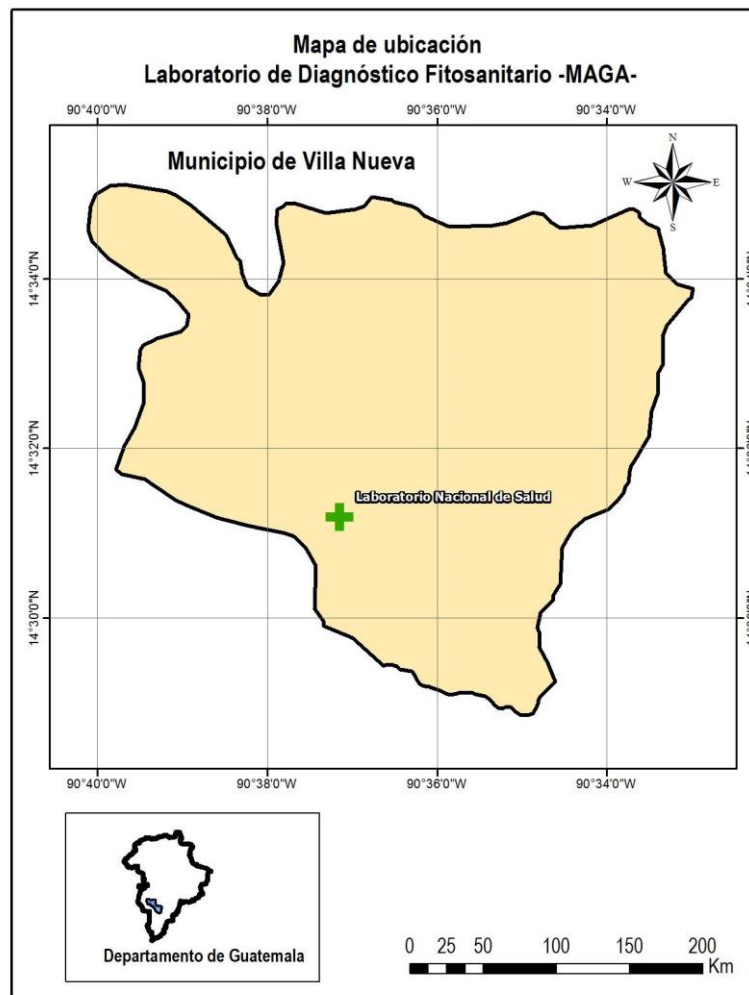 Mapa de ubicación
Laboratorio de Diagnóstico Fitosanitario -MAGA-
90°40'0"W 90°38'0"W 90°36'0"W 90°34'0"W
Municipio de Villa Nueva
N
W E
S
14°34'0"N
14°32'0"N
Laboratorio Nacional de Salud
14°30'0"N
90°40'0"W 90°38'0"W 90°36'0"W 90°34'0"W
Departamento de Guatemala
0 25 50 100 150 200
Km